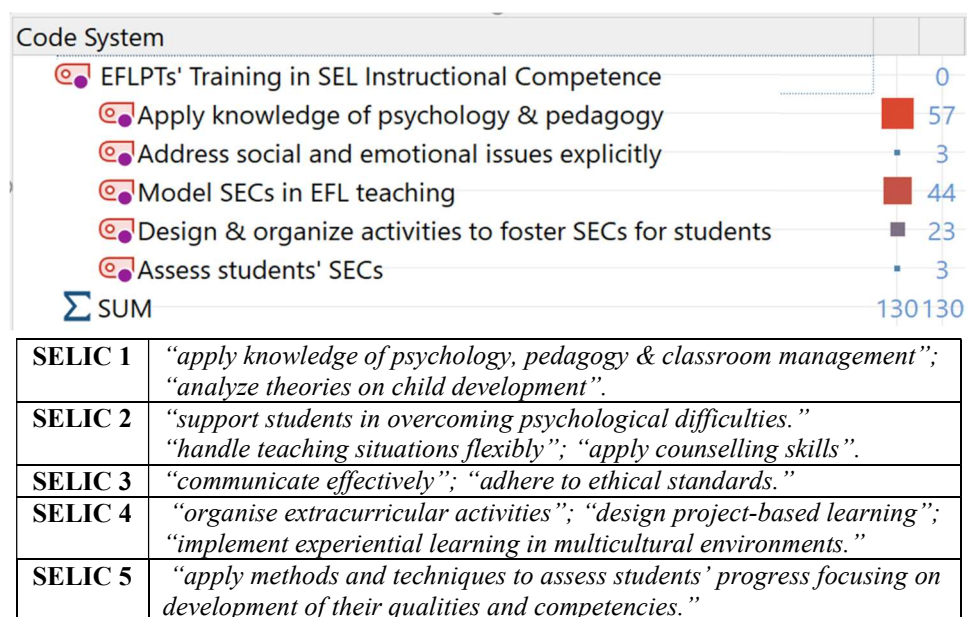 Code System
EFLPTs' Training in SEL Instructional Competence 0
Apply knowledge of psychology & pedagogy 57
Address social and emotional issues explicitly 3
Model SECs in EFL teaching 44
Design & organize activities to foster SECs for students 23
Assess students' SECs 3
∑ SUM 130 130
SELIC 1 “apply knowledge of psychology, pedagogy & classroom management”;
“analyze theories on child development”.
SELIC 2 “support students in overcoming psychological difficulties.”
“handle teaching situations flexibly”; “apply counselling skills”.
SELIC 3 “communicate effectively”; “adhere to ethical standards.”
SELIC 4 “organise extracurricular activities”; “design project-based learning”;
“implement experiential learning in multicultural environments.”
SELIC 5 “apply methods and techniques to assess students’ progress focusing on
development of their qualities and competencies.”